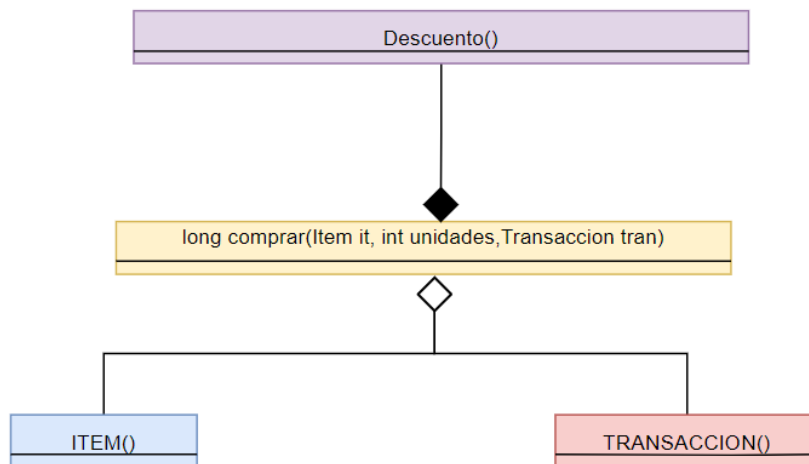 Descuento()
long comprar(Item it, int unidades,Transaccion tran)
ITEM()
TRANSACCION()